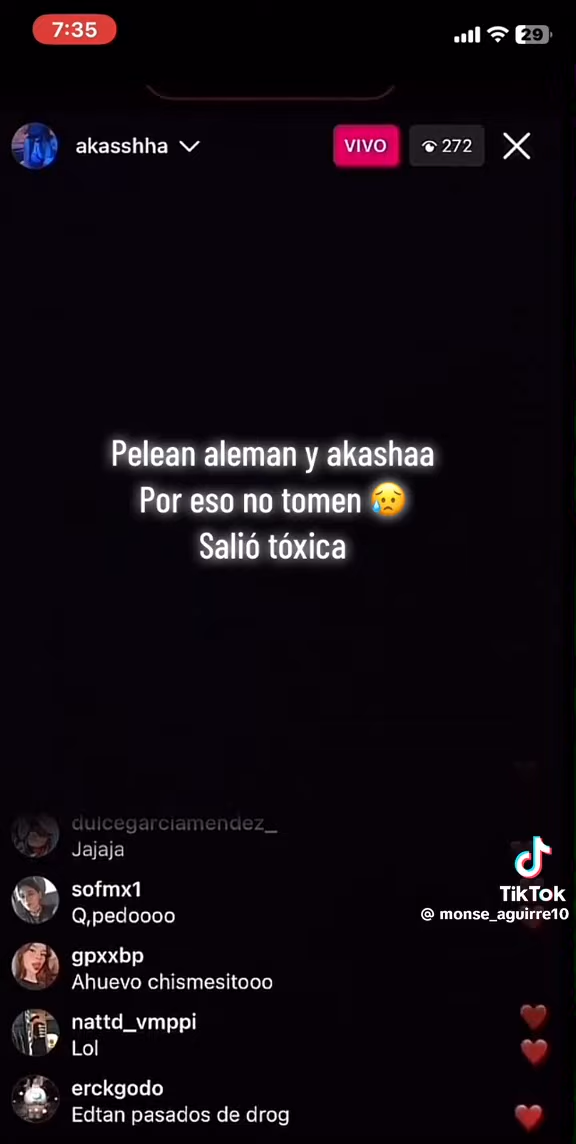 7:35
29
akasshha
VIVO
272
Pelean aleman y akashaa
Por eso no tomen 😥
Salió tóxica
dulcegarciamendez_
Jajaja
sofmx1
Q,pedoooo
TikTok
@ monse_aguirre10
gpxxbp
Ahuevo chismesitooo
nattd_vmppi
Lol
erckgodo
Edtan pasados de drog